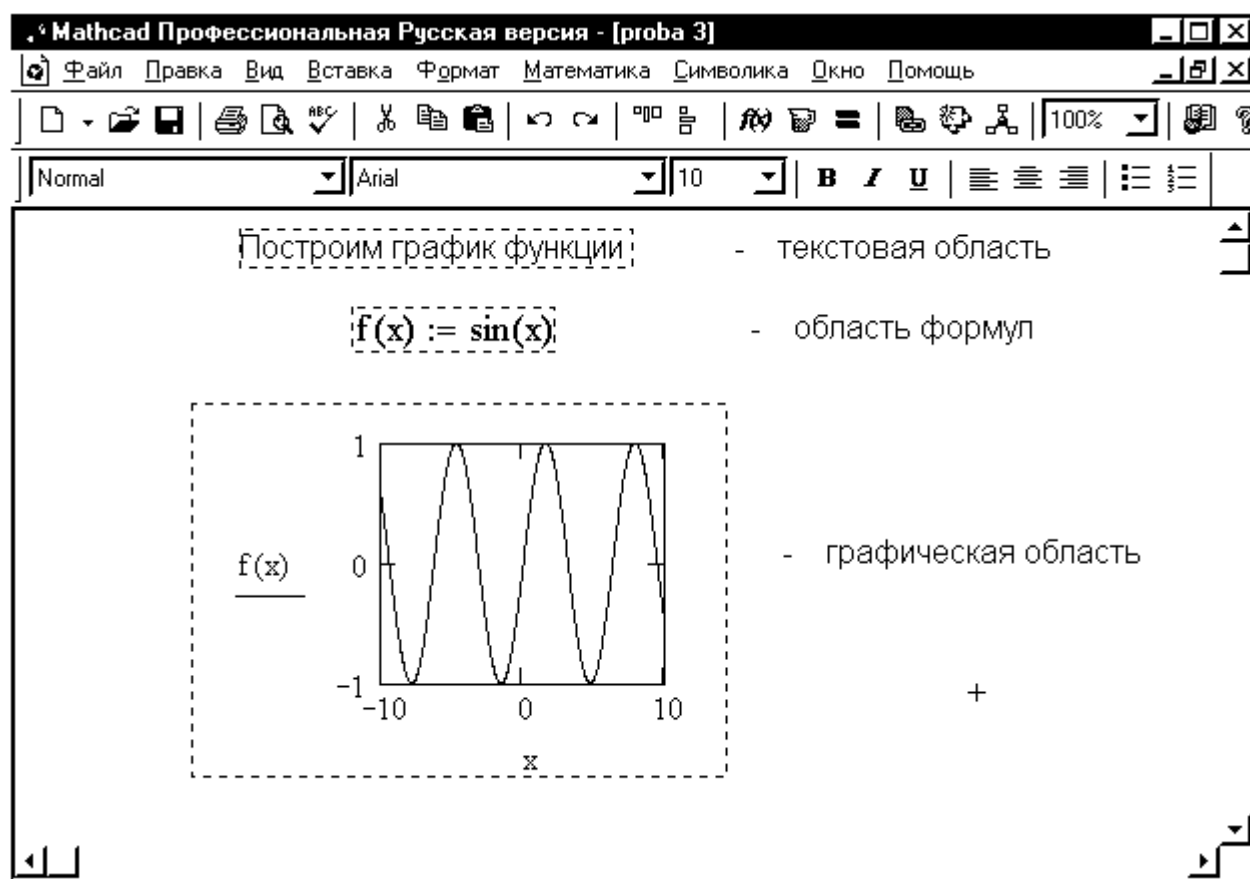 Mathcad Профессиональная Русская версия - [proba 3]
Файл Правка Вид Вставка Формат Математика Символика Окно Помощь
ABC f(x) 100% ?
Normal Arial 10 B I U
Построим график функции - текстовая область
f(x) := sin(x) - область формул
1
f(x) 0 - графическая область
-1
-10 0 10 +
x